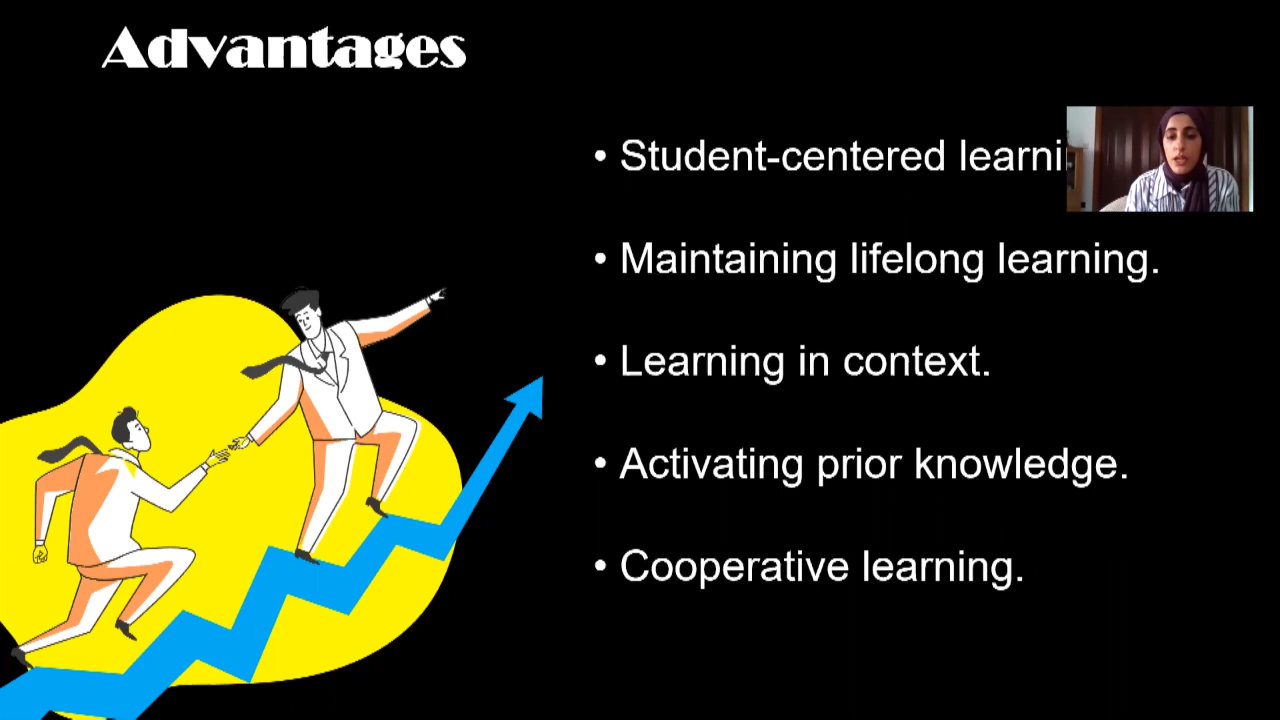 Advantages
• Student-centered learni
• Maintaining lifelong learning.
• Learning in context.
• Activating prior knowledge.
• Cooperative learning.